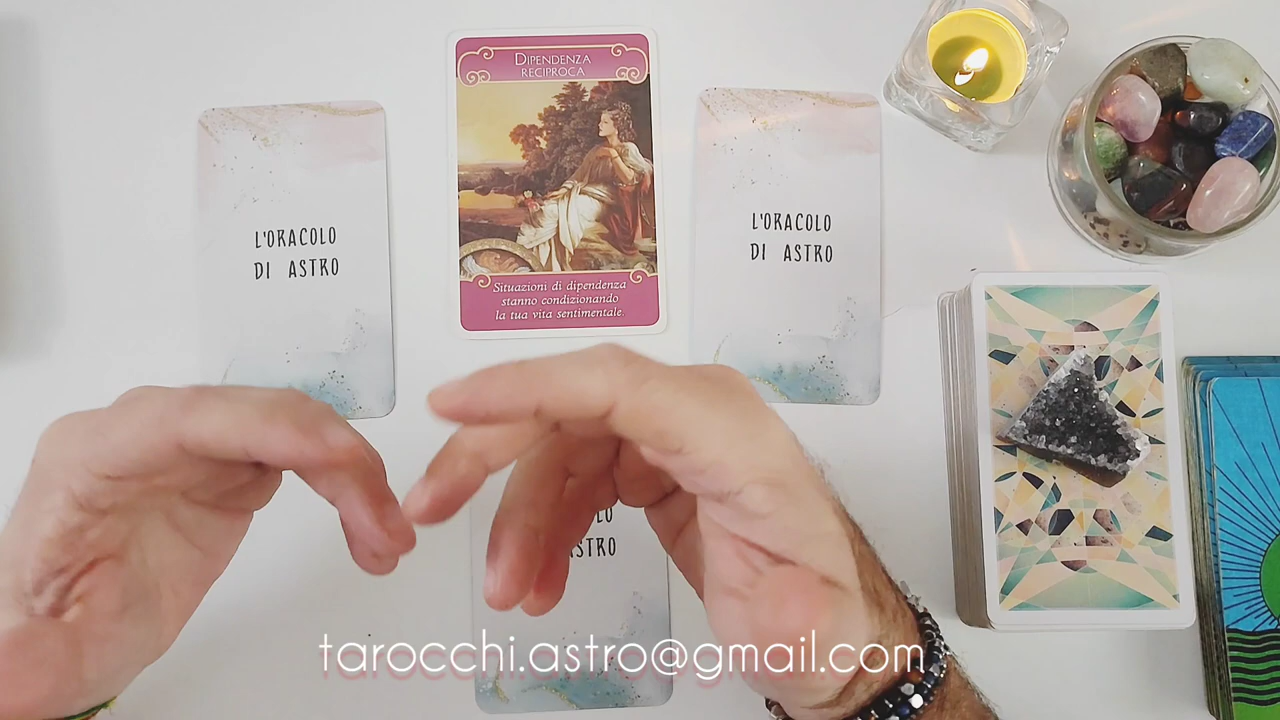 DIPENDENZA
RECIPROCA
L'ORACOLO
DI ASTRO
Situazioni di dipendenza
stanno condizionando
la tua vita sentimentale.
L'ORACOLO
DI ASTRO
tarocchi.astro@gmail.com